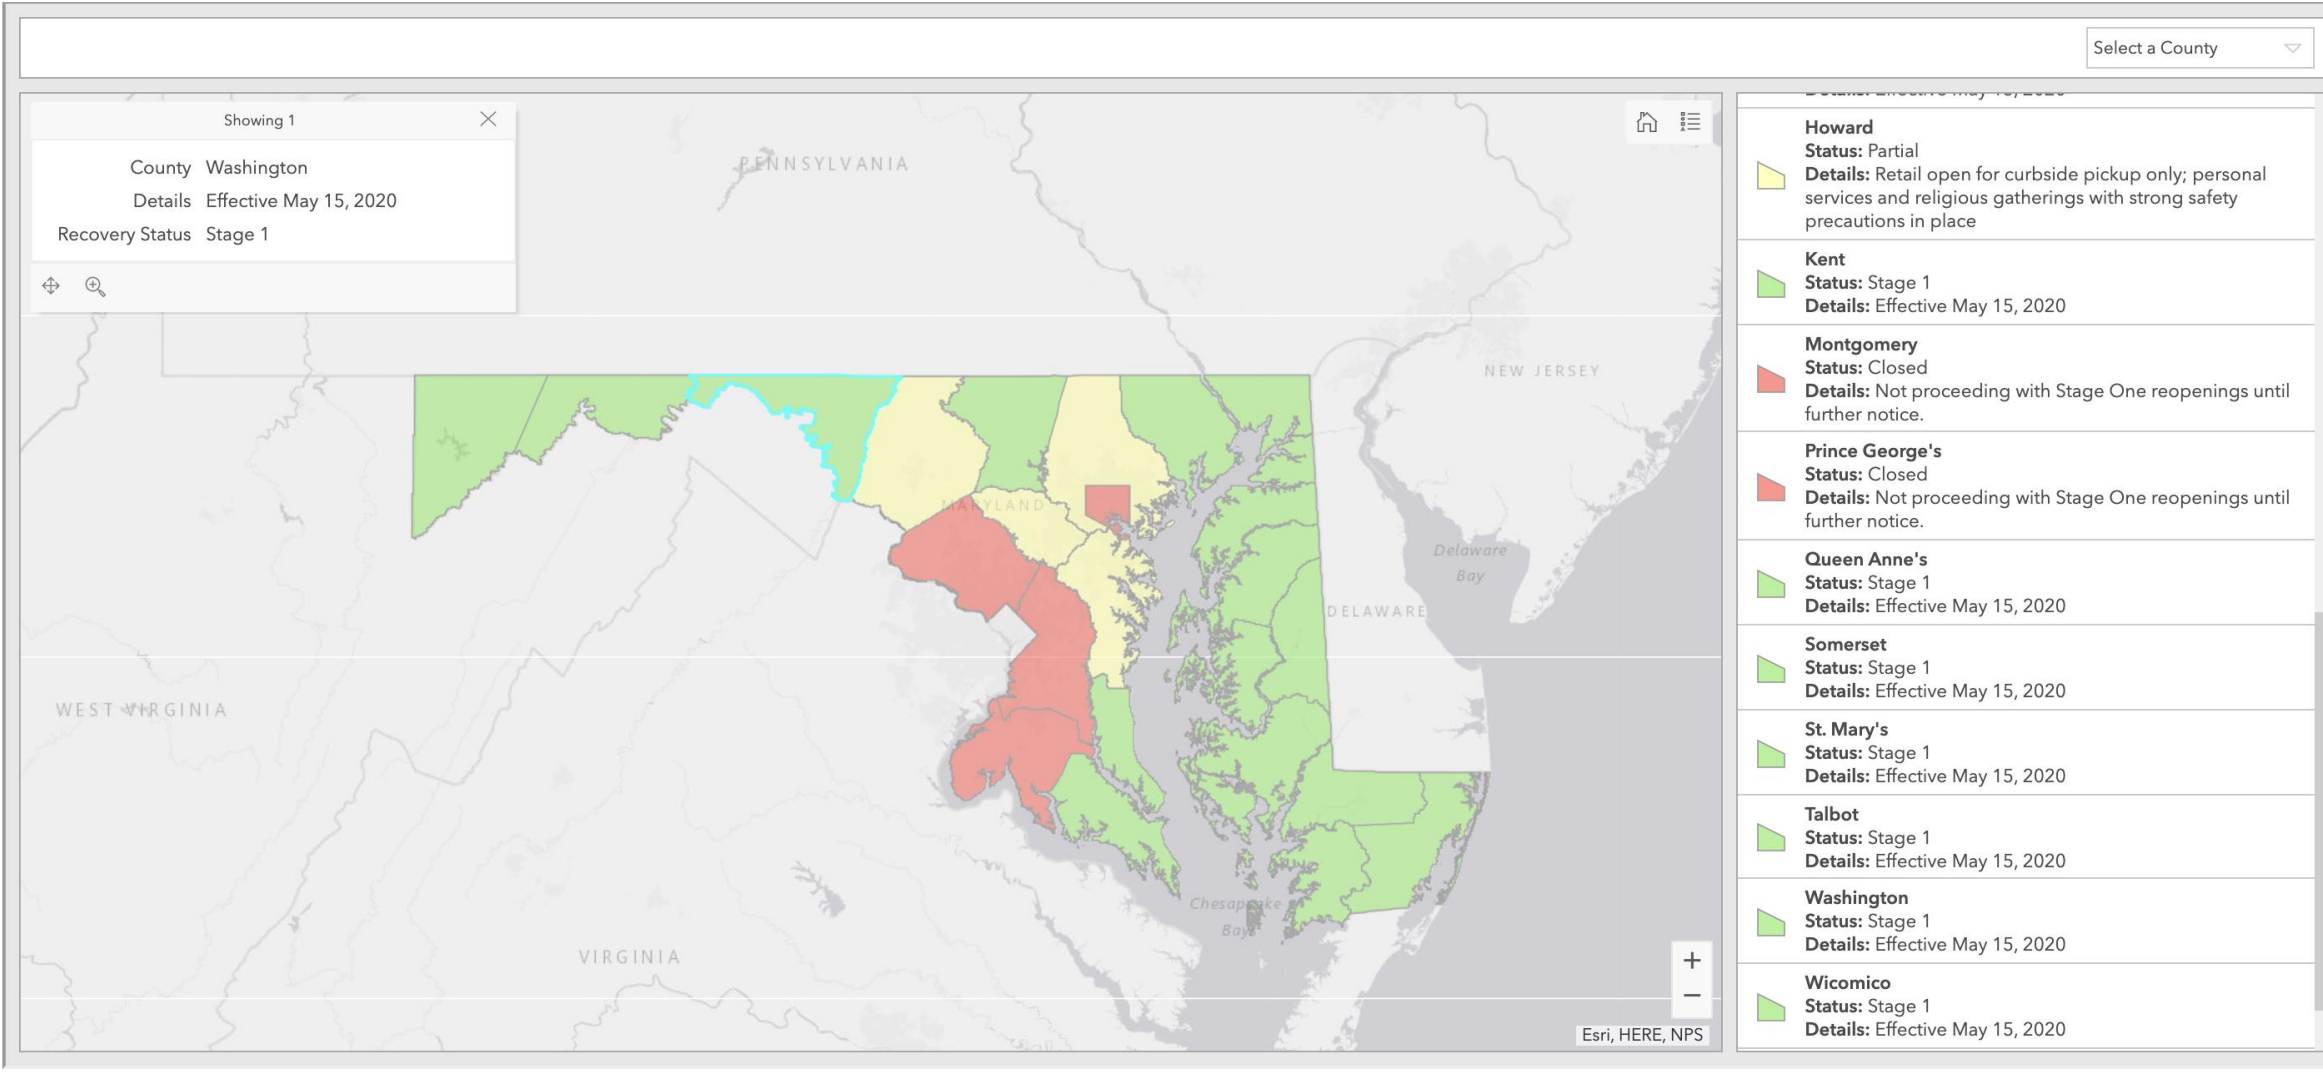 Select a County
Showing 1
County Washington
Details Effective May 15, 2020
Recovery Status Stage 1
PENNSYLVANIA
NEW JERSEY
MARYLAND
Delaware
Bay
DELAWARE
WEST VIRGINIA
Chesapeake
Bay
VIRGINIA
+
−
Esri, HERE, NPS
Howard
Status: Partial
Details: Retail open for curbside pickup only; personal
services and religious gatherings with strong safety
precautions in place
Kent
Status: Stage 1
Details: Effective May 15, 2020
Montgomery
Status: Closed
Details: Not proceeding with Stage One reopenings until
further notice.
Prince George's
Status: Closed
Details: Not proceeding with Stage One reopenings until
further notice.
Queen Anne's
Status: Stage 1
Details: Effective May 15, 2020
Somerset
Status: Stage 1
Details: Effective May 15, 2020
St. Mary's
Status: Stage 1
Details: Effective May 15, 2020
Talbot
Status: Stage 1
Details: Effective May 15, 2020
Washington
Status: Stage 1
Details: Effective May 15, 2020
Wicomico
Status: Stage 1
Details: Effective May 15, 2020